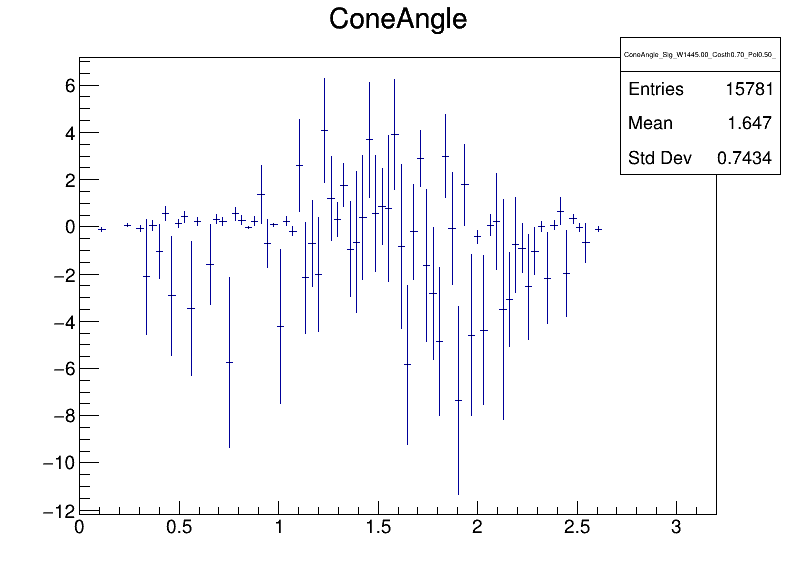 ConeAngle
ConeAngle_Sig_W1445.00_Costh0.70_Pol0.50_
Entries 15781
Mean 1.647
Std Dev 0.7434
6
4
2
0
−2
−4
−6
−8
−10
−12
0 0.5 1 1.5 2 2.5 3